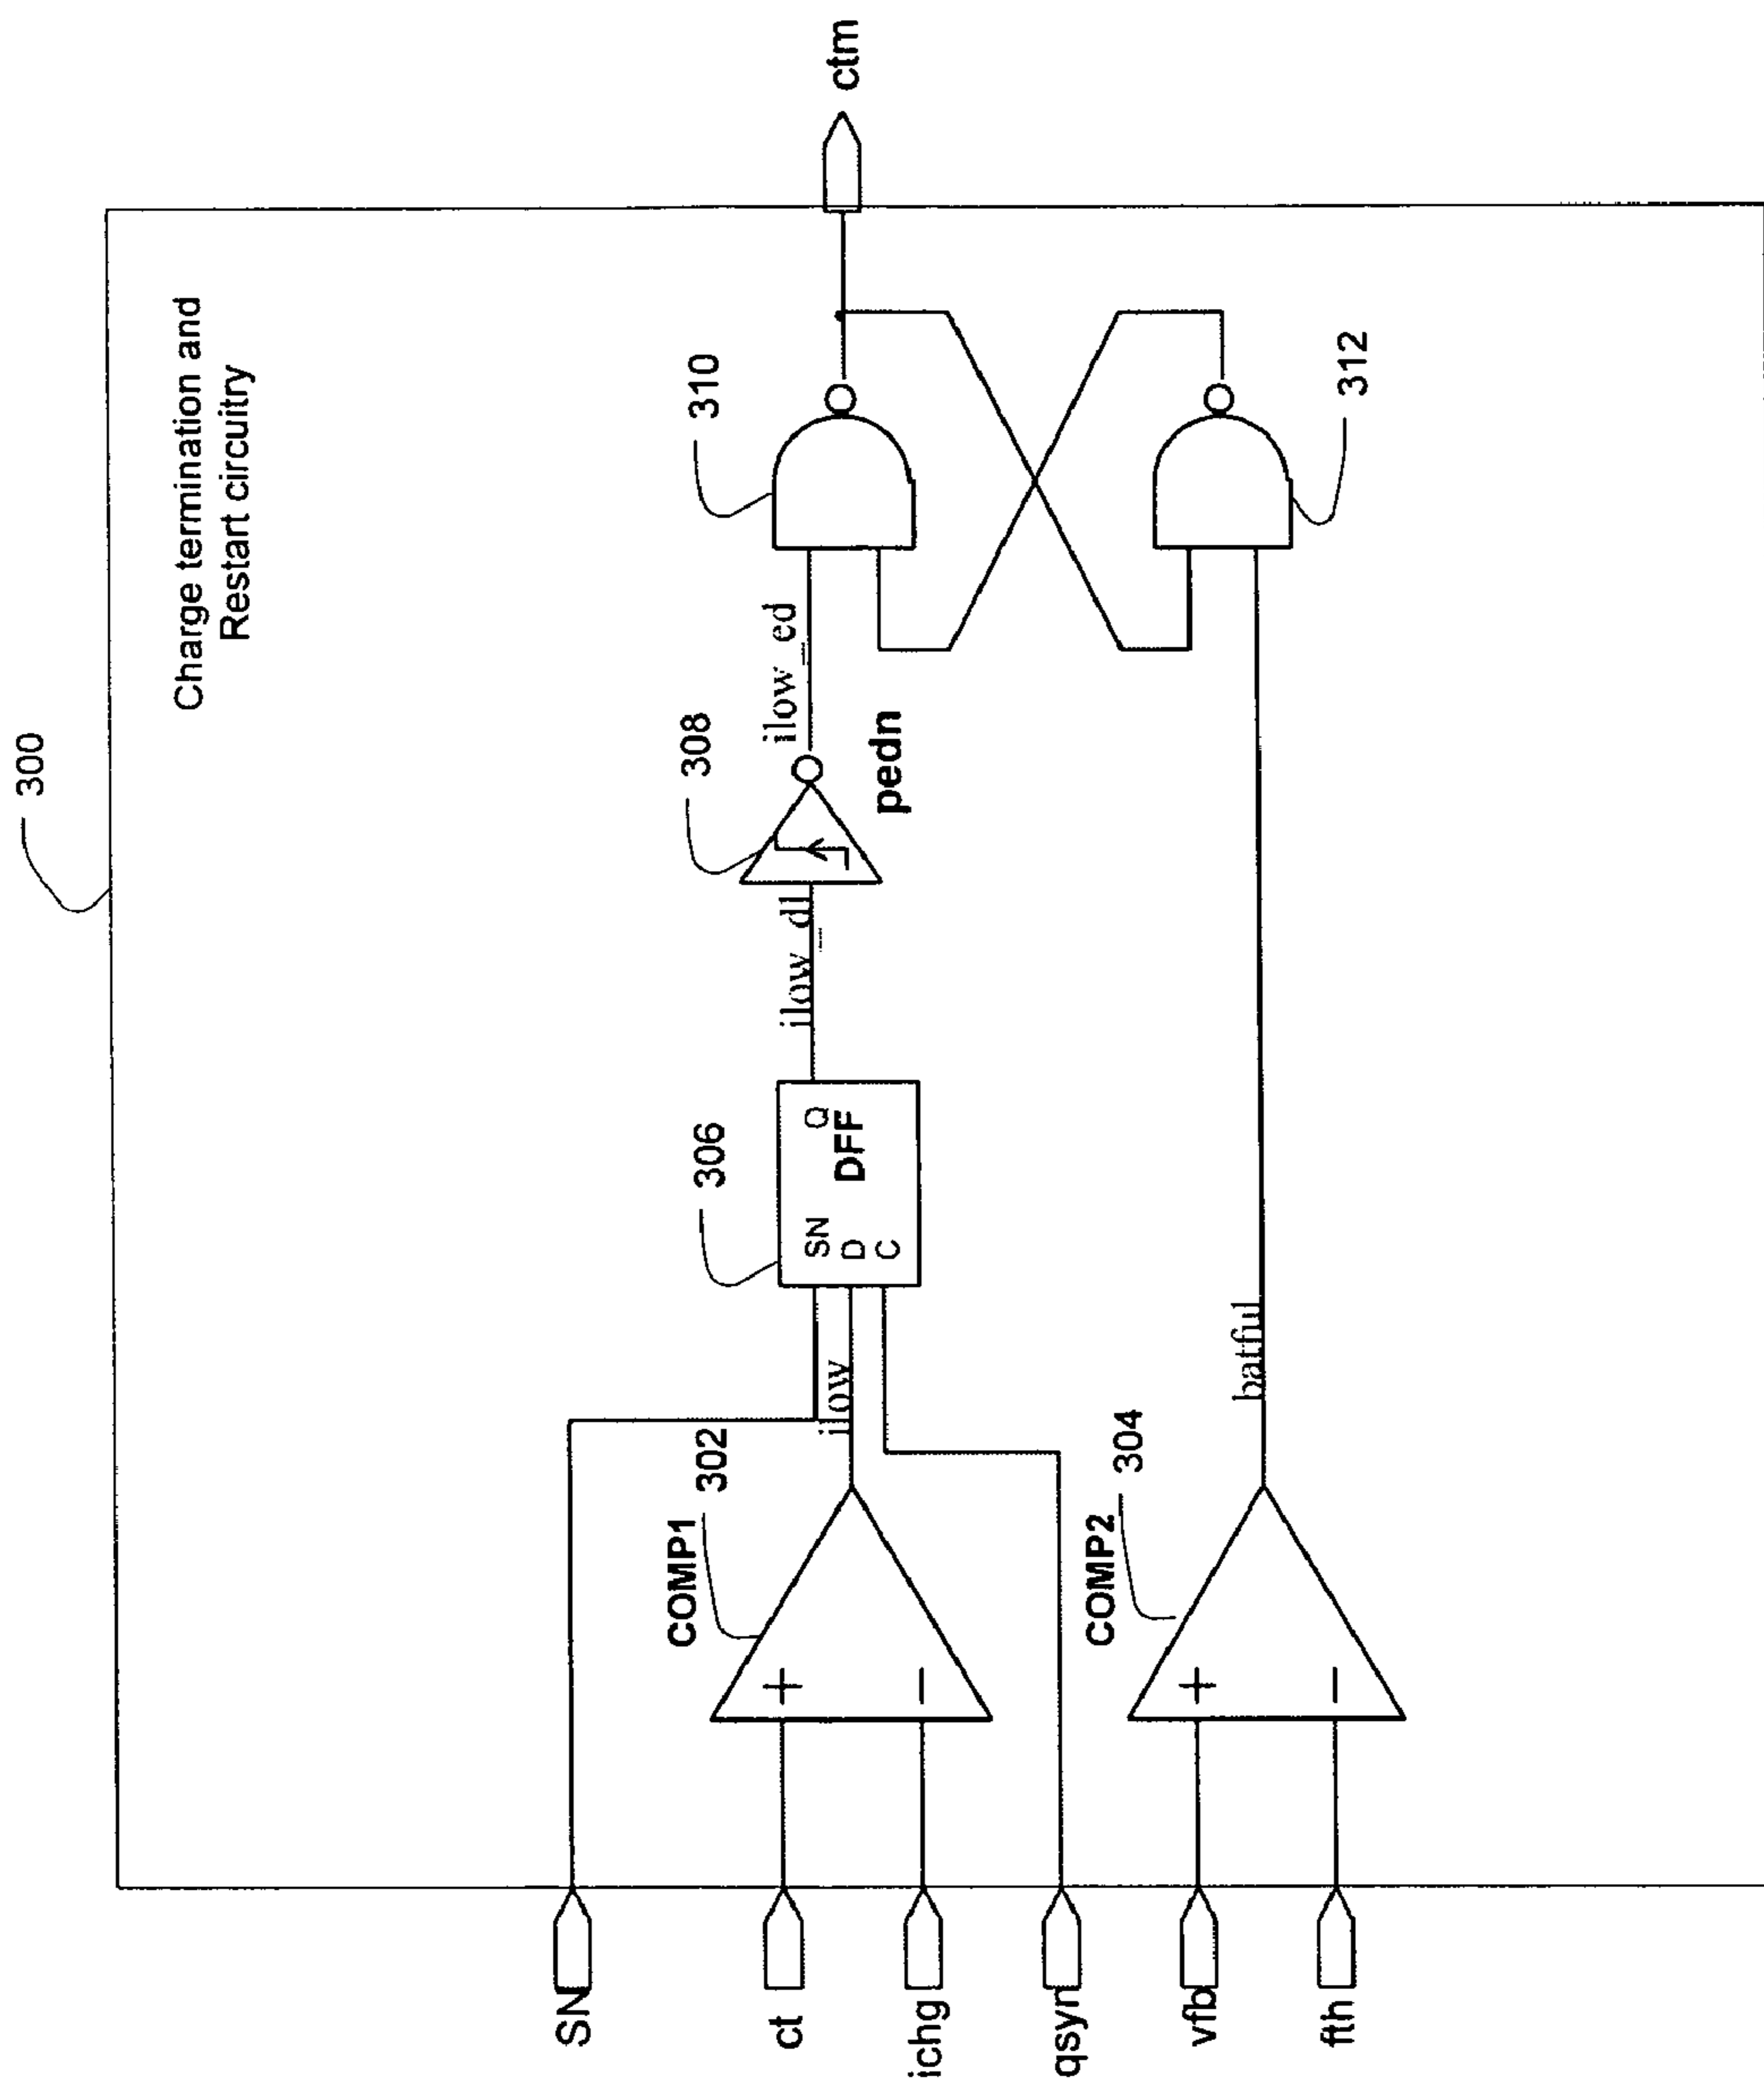 300
Charge termination and
Restart circuitry
SN
ct
ichg
qsyn
vfb
fth
COMP1
302
+
−
ilow
306
SN
D
C
Q
DFF
ilow_dl
308
pedn
ilow_ed
310
ctm
COMP2
304
+
−
batful
312